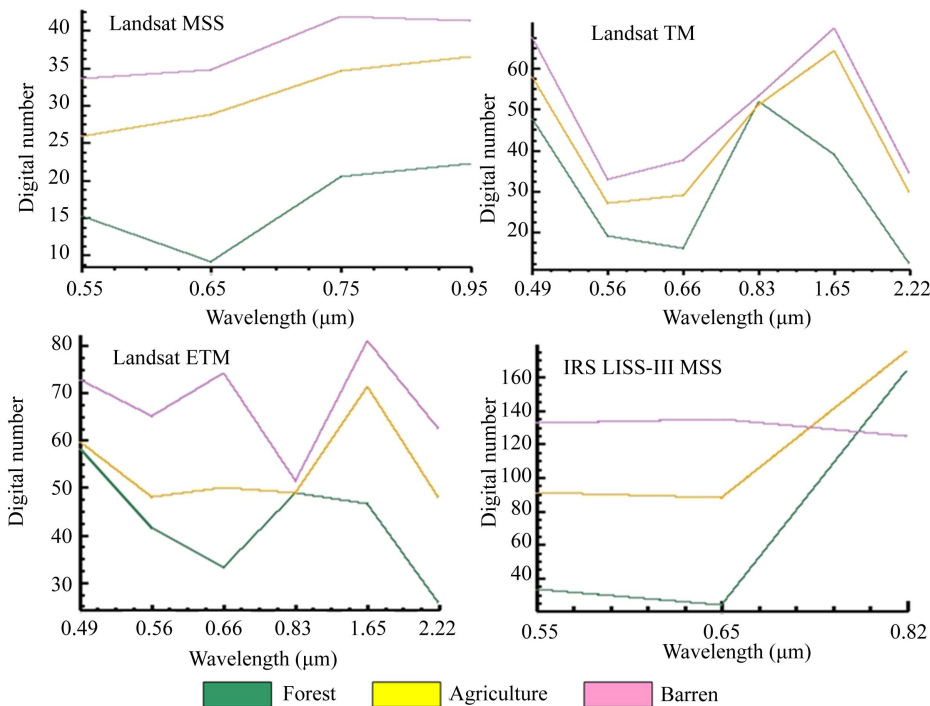 Landsat MSS
40
35
30
25
20
15
10
Digital number
0.55 0.65 0.75 0.95
Wavelength (μm)
Landsat TM
60
50
40
30
20
Digital number
0.49 0.56 0.66 0.83 1.65 2.22
Wavelength (μm)
Landsat ETM
80
70
60
50
40
30
Digital number
0.49 0.56 0.66 0.83 1.65 2.22
Wavelength (μm)
IRS LISS-III MSS
160
140
120
100
80
60
40
Digital number
0.55 0.65 0.82
Wavelength (μm)
Forest Agriculture Barren